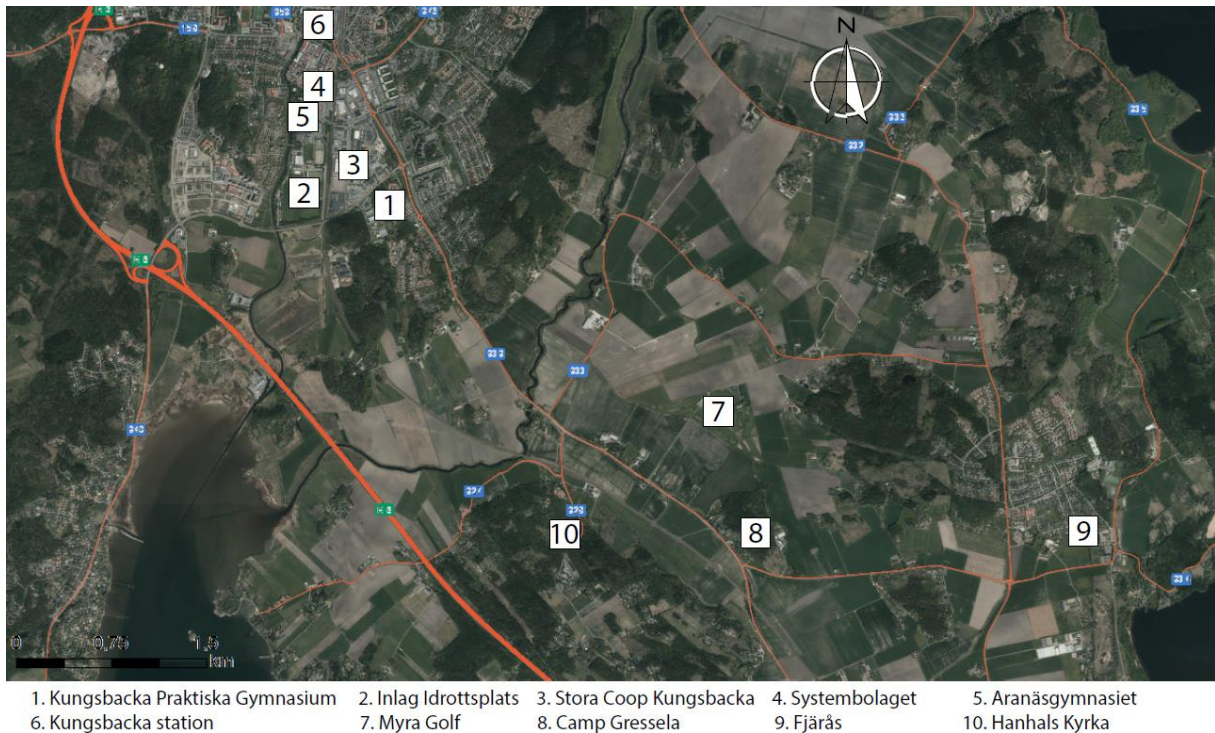 6
4
5
3
2
1
N
7
8
9
10
0 0,75 1,5
km
1. Kungsbacka Praktiska Gymnasium 2. Inlag Idrottsplats 3. Stora Coop Kungsbacka 4. Systembolaget 5. Aranäsgymnasiet
6. Kungsbacka station 7. Myra Golf 8. Camp Gressela 9. Fjärås 10. Hanhals Kyrka